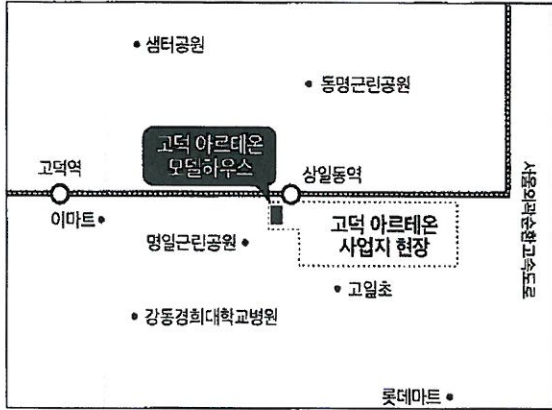 샘터공원
동명근린공원
고덕 아르테온
모델하우스
고덕역
상일동역
이마트
명일근린공원
고덕 아르테온
사업지 현장
고일초
강동경희대학교병원
롯데마트
서울외곽순환고속도로